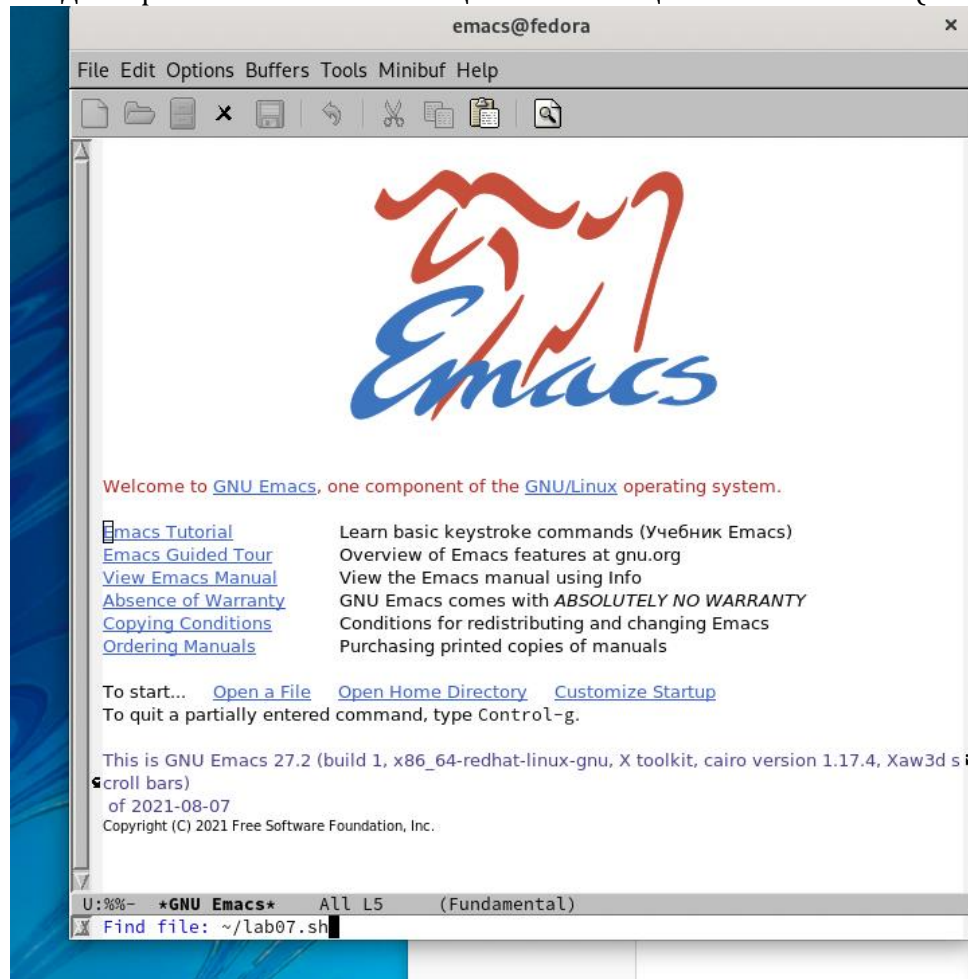 emacs@fedora ×
File Edit Options Buffers Tools Minibuf Help
Emacs
Welcome to GNU Emacs, one component of the GNU/Linux operating system.
Emacs Tutorial Learn basic keystroke commands (Учебник Emacs)
Emacs Guided Tour Overview of Emacs features at gnu.org
View Emacs Manual View the Emacs manual using Info
Absence of Warranty GNU Emacs comes with ABSOLUTELY NO WARRANTY
Copying Conditions Conditions for redistributing and changing Emacs
Ordering Manuals Purchasing printed copies of manuals
To start... Open a File Open Home Directory Customize Startup
To quit a partially entered command, type Control-g.
This is GNU Emacs 27.2 (build 1, x86_64-redhat-linux-gnu, X toolkit, cairo version 1.17.4, Xaw3d s
croll bars)
of 2021-08-07
Copyright (C) 2021 Free Software Foundation, Inc.
U:%%- *GNU Emacs* All L5 (Fundamental)
Find file: ~/lab07.sh